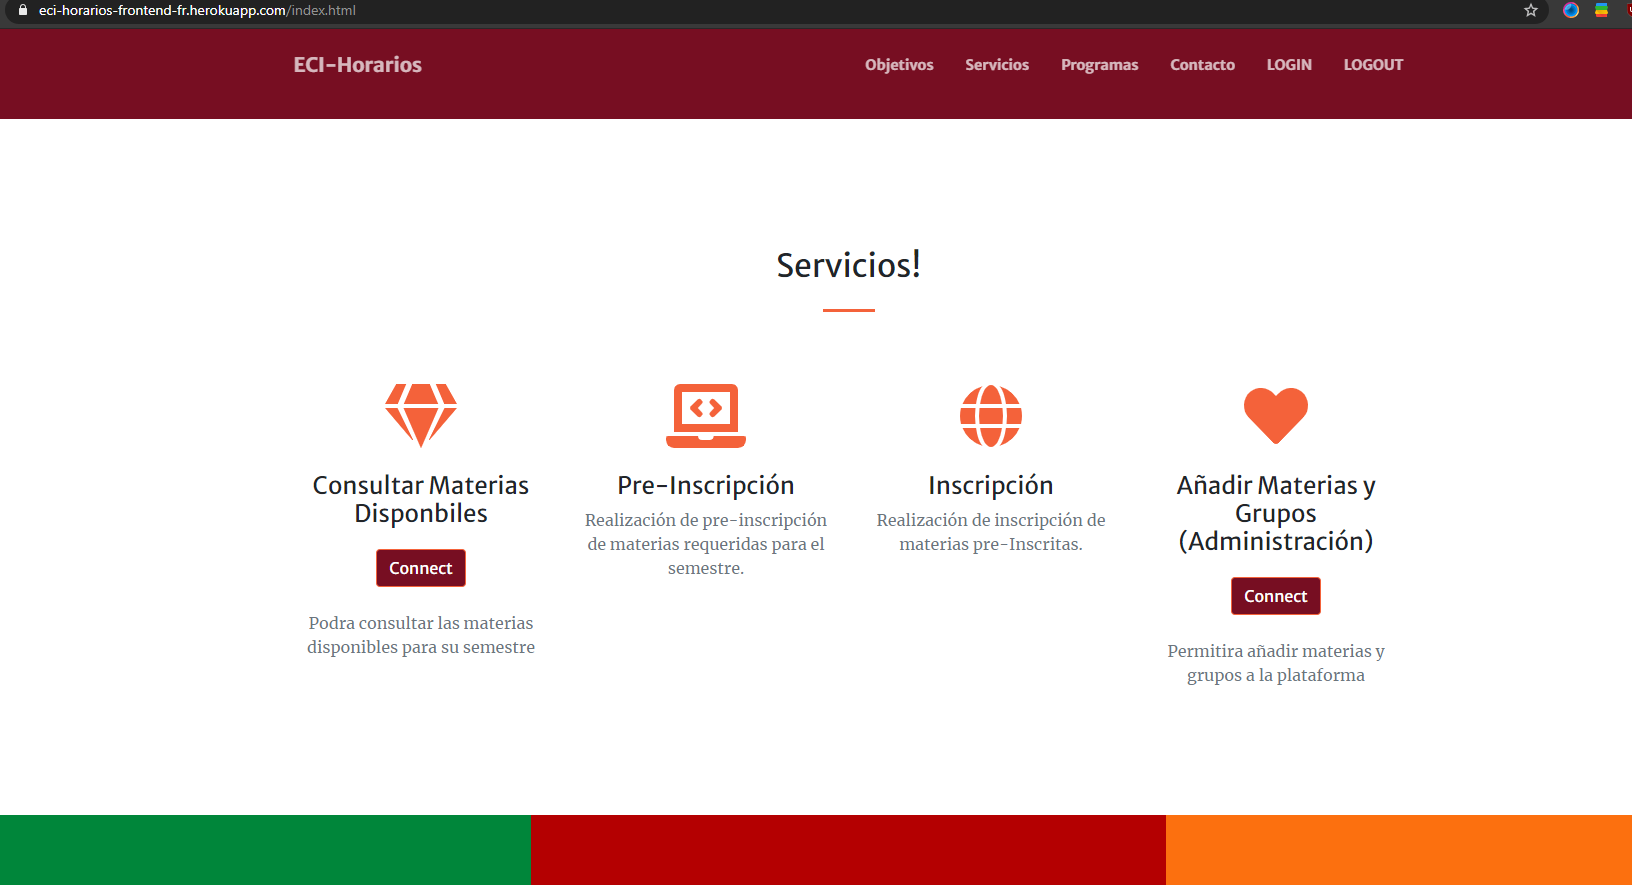 eci-horarios-frontend-fr.herokuapp.com/index.html
ECI-Horarios
Objetivos
Servicios
Programas
Contacto
LOGIN
LOGOUT
Servicios!
Consultar Materias
Disponbiles
Connect
Podra consultar las materias
disponibles para su semestre
Pre-Inscripción
Realización de pre-inscripción
de materias requeridas para el
semestre.
Inscripción
Realización de inscripción de
materias pre-Inscritas.
Añadir Materias y
Grupos
(Administración)
Connect
Permitira añadir materias y
grupos a la plataforma